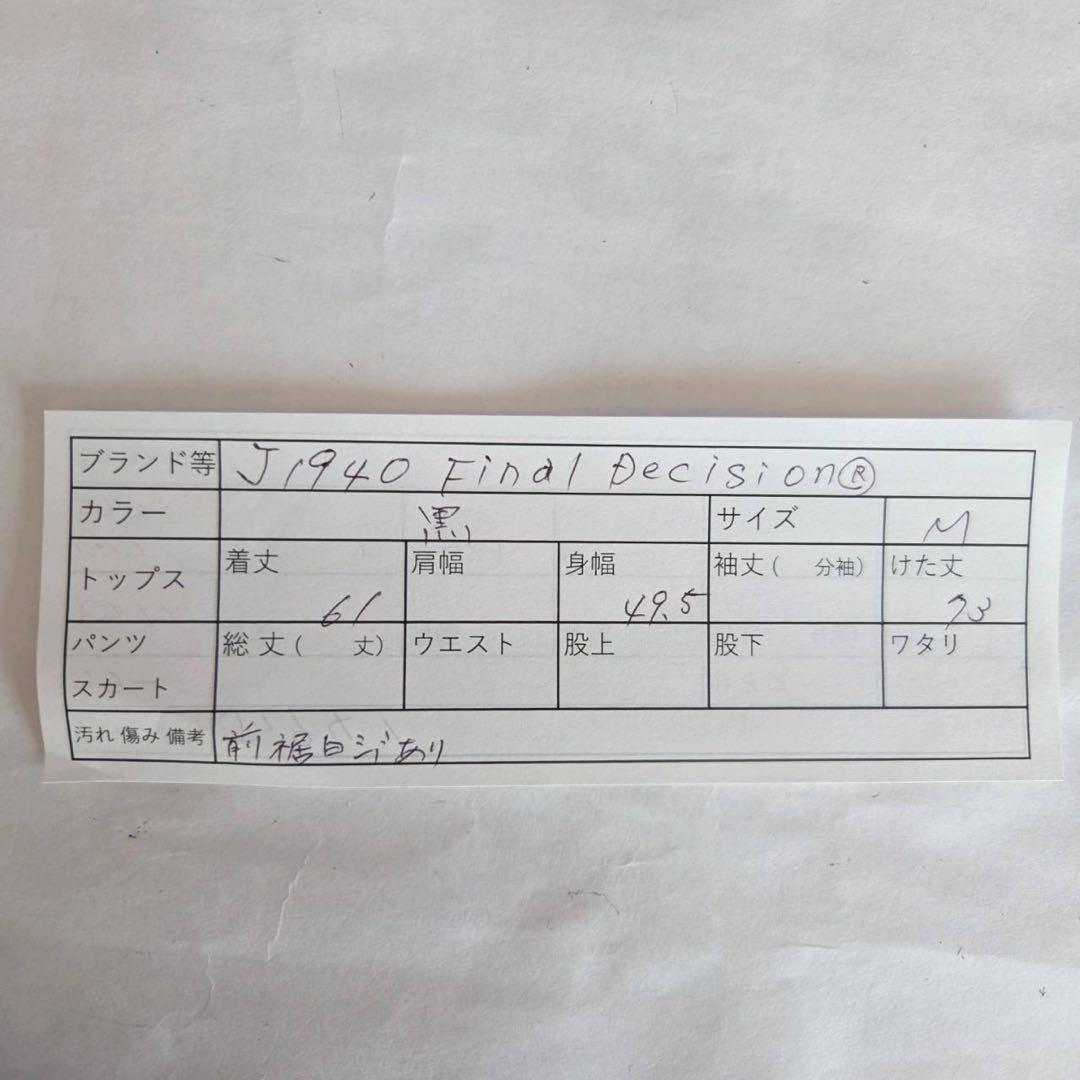 ブランド等 J1940 Final Decision®
カラー 黒 サイズ M
トップス 着丈 61 肩幅 身幅 49.5 袖丈( 分袖) けた丈 73
パンツ スカート 総丈( 丈) ウエスト 股上 股下 ワタリ
汚れ 傷み 備考 前裾白ジミあり